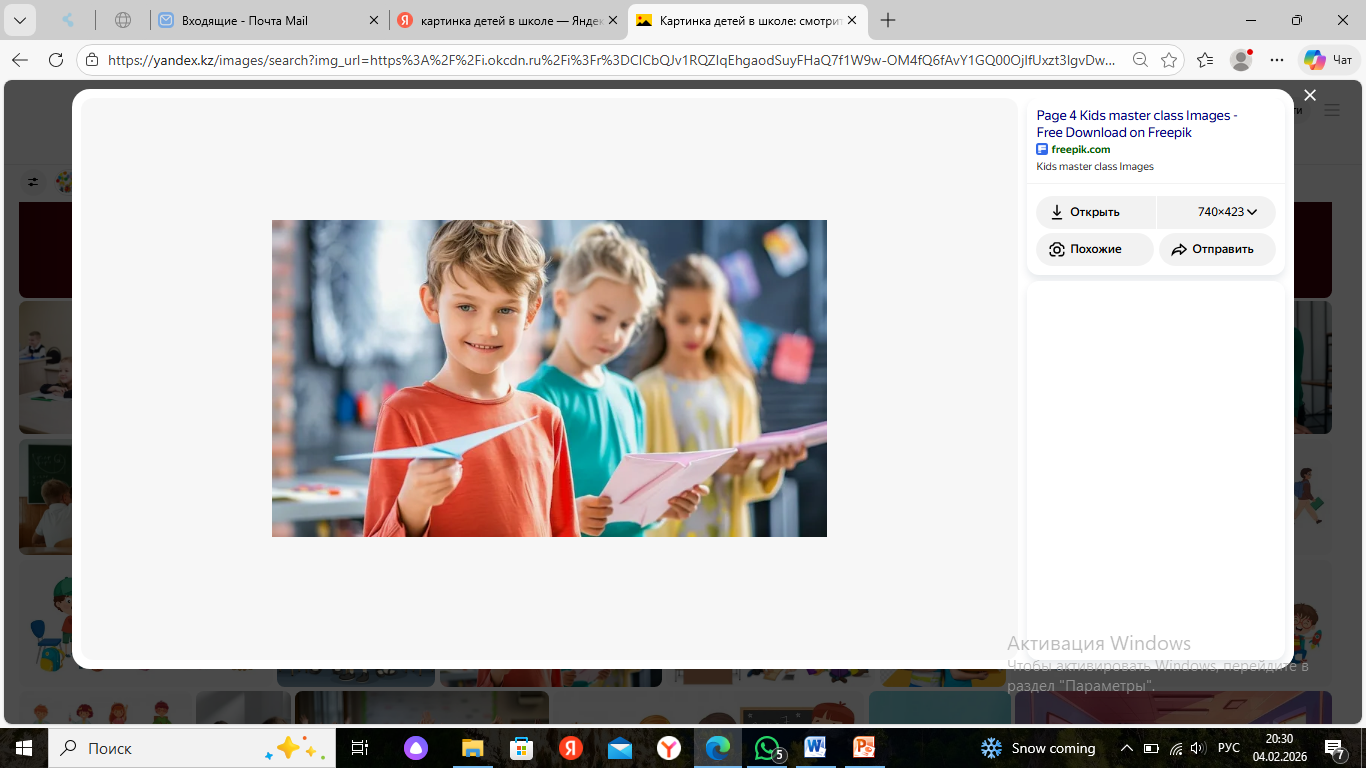 Входящие - Почта Mail
картинка детей в школе — Яндек
Картинка детей в школе: смотрит
https://yandex.kz/images/search?img_url=https%3A%2F%2Fi.okcdn.ru%2Fi%3Fr%3DCICbQJv1RQZIqEhgaodSuyFHaQ7f1W9w-OM4fQ6fAvY1GQ00OjIfUxzt3IgvDw...
Чат
Page 4 Kids master class Images -
Free Download on Freepik
freepik.com
Kids master class Images
Открыть
740×423
Похожие
Отправить
Активация Windows
Чтобы активировать Windows, перейдите в
раздел "Параметры".
Поиск
5
Snow coming
РУС
20:30
04.02.2026
7